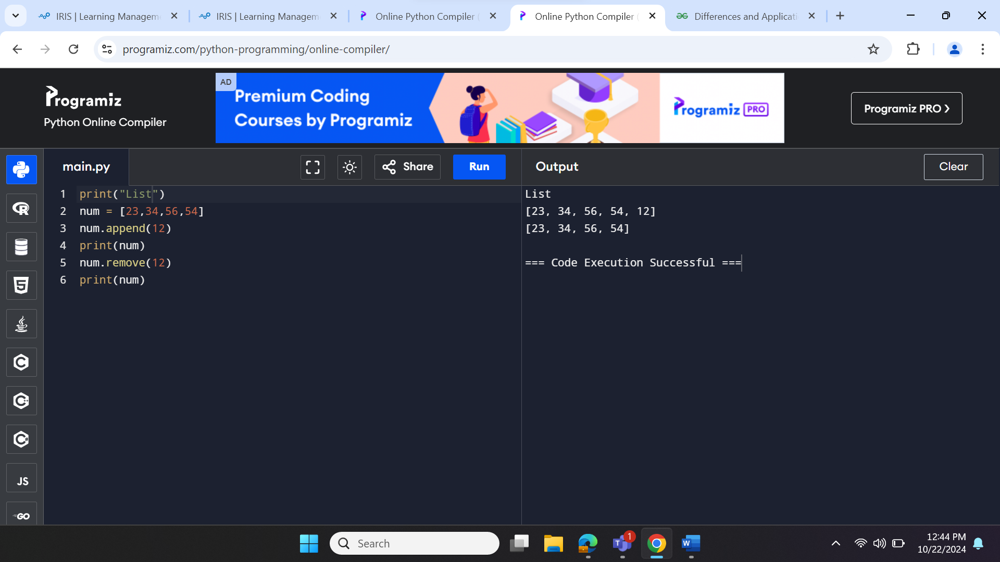 IRIS | Learning Managem
IRIS | Learning Managem
Online Python Compiler (
Online Python Compiler (
Differences and Applicati
programiz.com/python-programming/online-compiler/
Programiz
Python Online Compiler
AD
Premium Coding
Courses by Programiz
Programiz PRO
Programiz PRO ❯
main.py
Share
Run
Output
Clear
1 print("List")
2 num = [23,34,56,54]
3 num.append(12)
4 print(num)
5 num.remove(12)
6 print(num)
List
[23, 34, 56, 54, 12]
[23, 34, 56, 54]
=== Code Execution Successful ===
R
5
C
C++
C#
JS
GO
Search
T
1
W
12:44 PM
10/22/2024